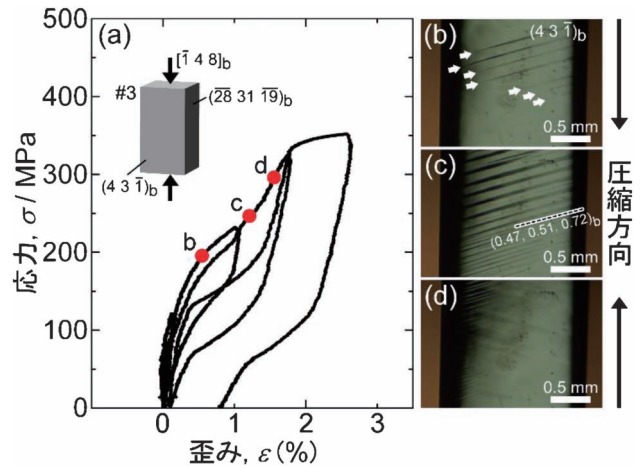 (a)
500
400
300
200
100
0
応力, σ / MPa
0 1 2 3
歪み, ε (%)
#3
[1̄ 4 8]b
(2̄8̄ 31 1̄9̄)b
(4 3 1̄)b
b
c
d
(b)
(4 3 1̄)b
0.5 mm
(c)
(0.47, 0.51, 0.72)b
0.5 mm
(d)
0.5 mm
圧縮方向